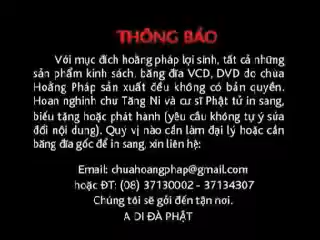 THÔNG BÁO
Với mục đích hoằng pháp lợi sinh, tất cả những
sản phẩm kinh sách, băng đĩa VCD, DVD do chùa
Hoằng Pháp sản xuất đều không có bản quyền.
Hoan nghinh chư Tăng Ni và cư sĩ Phật tử in sang,
biếu tặng hoặc phát hành (yêu cầu không tự ý sửa
đổi nội dung). Quý vị nào cần làm đại lý hoặc cần
băng đĩa gốc để in sang, xin liên hệ:
Email: chuahoangphap@gmail.com
hoặc ĐT: (08) 37130002 - 37134307
Chúng tôi sẽ gởi đến tận nơi.
A DI ĐÀ PHẬT